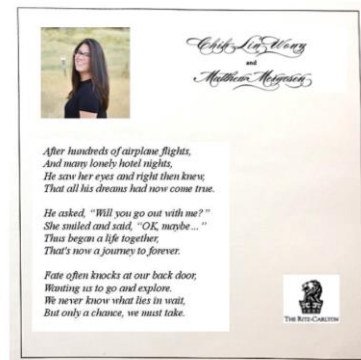 Chih-Lin Wong
and
Matthew Morgeson
After hundreds of airplane flights,
And many lonely hotel nights,
He saw her eyes and right then knew,
That all his dreams had now come true.
He asked, “Will you go out with me?”
She smiled and said, “OK, maybe...”
Thus began a life together,
That's now a journey to forever.
Fate often knocks at our back door,
Wanting us to go and explore.
We never know what lies in wait,
But only a chance, we must take.
THE RITZ-CARLTON